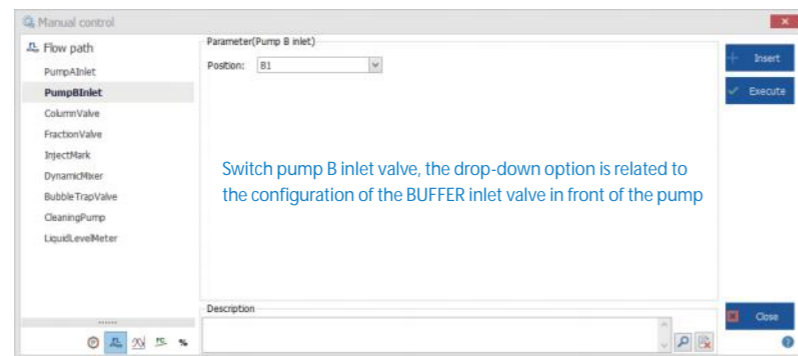 Manual control
Flow path
PumpAInlet
PumpBInlet
ColumnValve
FractionValve
InjectMark
DynamicMixer
BubbleTrapValve
CleaningPump
LiquidLevelMeter
Parameter(Pump B inlet)
Position: B1
Switch pump B inlet valve, the drop-down option is related to
the configuration of the BUFFER inlet valve in front of the pump
Description
Insert
Execute
Close